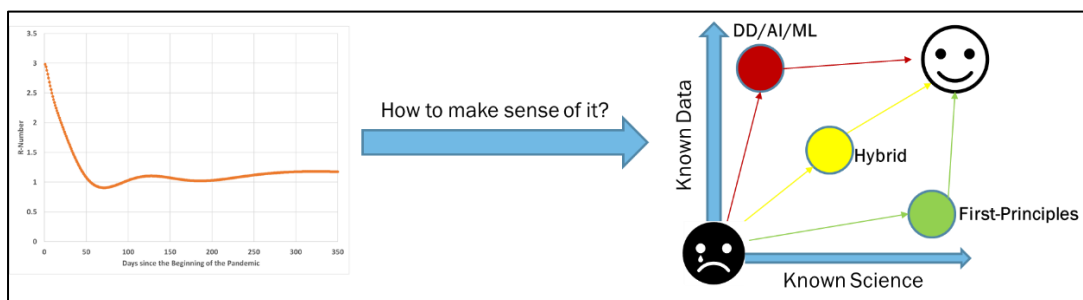 3.5
3
2.5
2
1.5
1
0.5
0
R-Number
0 50 100 150 200 250 300 350
Days since the Beginning of the Pandemic
How to make sense of it?
DD/AI/ML
Known Data
Hybrid
First-Principles
Known Science